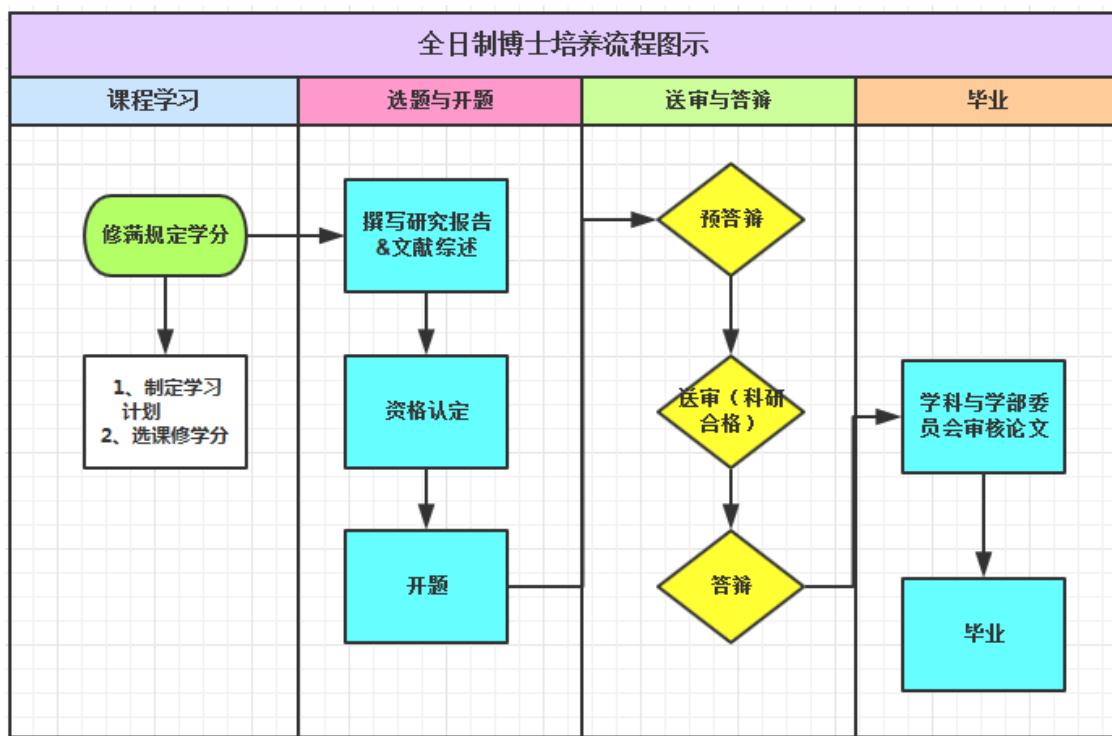 全日制博士培养流程图示
课程学习
选题与开题
送审与答辩
毕业
修满规定学分
1、制定学习
计划
2、选课修学分
撰写研究报告
&文献综述
资格认定
开题
预答辩
送审（科研
合格）
答辩
学科与学部委
员会审核论文
毕业